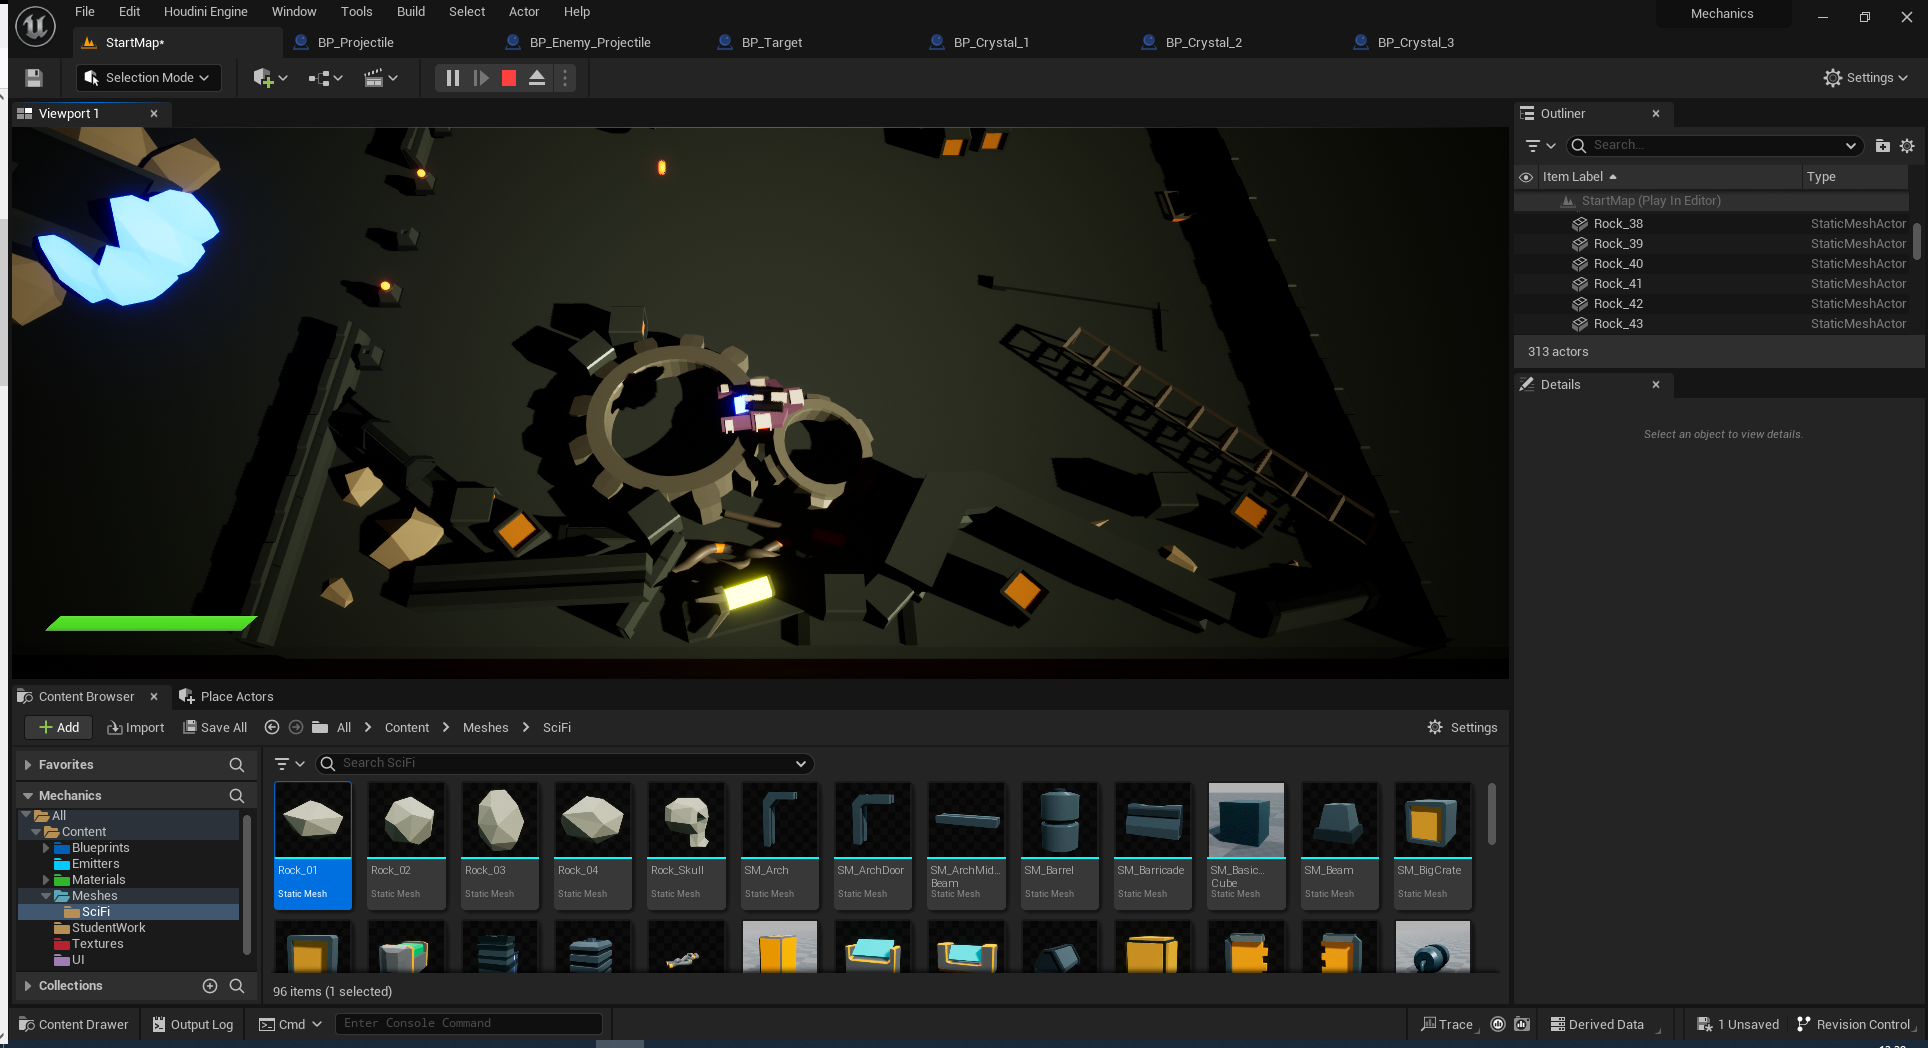 File Edit Houdini Engine Window Tools Build Select Actor Help Mechanics
StartMap* BP_Projectile BP_Enemy_Projectile BP_Target BP_Crystal_1 BP_Crystal_2 BP_Crystal_3
Selection Mode Settings
Viewport 1
Outliner
Search...
Item Label Type
StartMap (Play In Editor)
Rock_38 StaticMeshActor
Rock_39 StaticMeshActor
Rock_40 StaticMeshActor
Rock_41 StaticMeshActor
Rock_42 StaticMeshActor
Rock_43 StaticMeshActor
313 actors
Details
Select an object to view details.
Content Browser Place Actors
Add Import Save All All Content Meshes SciFi Settings
Favorites
Search SciFi
Mechanics
All
Content
Blueprints
Emitters
Materials
Meshes
SciFi
StudentWork
Textures
UI
Collections
Rock_01 Rock_02 Rock_03 Rock_04 Rock_Skull SM_Arch SM_ArchDoor SM_ArchMid... SM_Barrel SM_Barricade SM_Basic... SM_Beam SM_BigCrate
Beam Cube
Static Mesh Static Mesh Static Mesh Static Mesh Static Mesh Static Mesh Static Mesh Static Mesh Static Mesh Static Mesh Static Mesh Static Mesh Static Mesh
96 items (1 selected)
Content Drawer Output Log Cmd Enter Console Command Trace Derived Data 1 Unsaved Revision Control